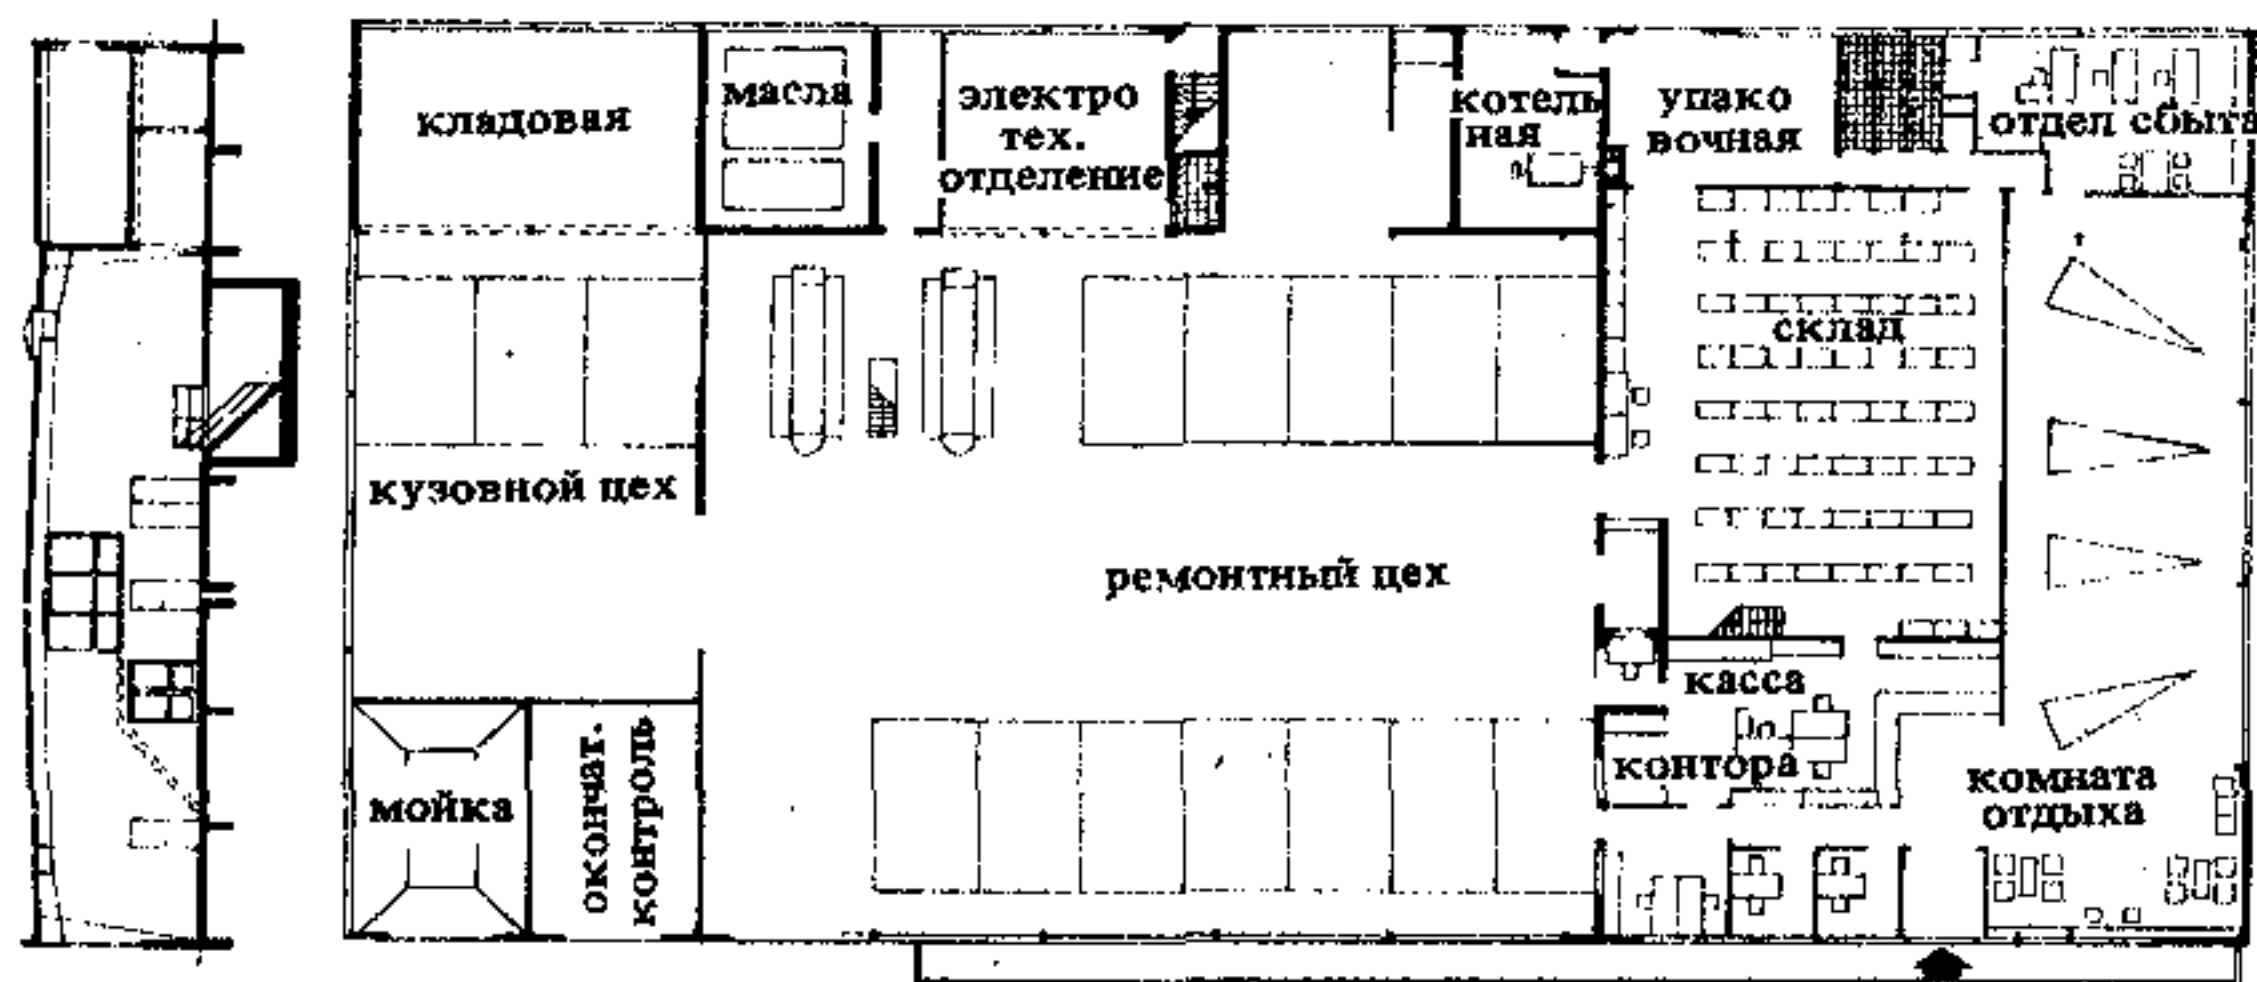 кладовая
масла
электро
тех.
отделение
котель
ная
упако
вочная
отдел сбыта
склад
кузовной цех
ремонтный цех
касса
контора
комната
отдыха
мойка
окончат.
контроль